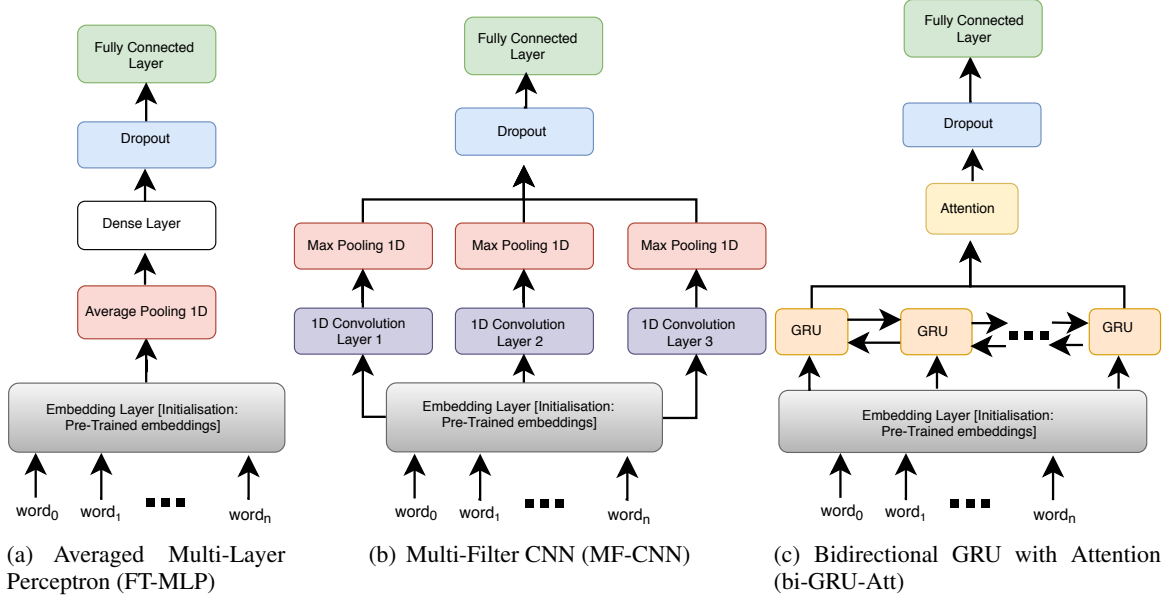 Fully Connected
Layer
Dropout
Dense Layer
Average Pooling 1D
Embedding Layer [Initialisation:
Pre-Trained embeddings]
word0
word1
wordn
(a) Averaged Multi-Layer
Perceptron (FT-MLP)
Fully Connected
Layer
Dropout
Max Pooling 1D
Max Pooling 1D
Max Pooling 1D
1D Convolution
Layer 1
1D Convolution
Layer 2
1D Convolution
Layer 3
Embedding Layer [Initialisation:
Pre-Trained embeddings]
word0
word1
wordn
(b) Multi-Filter CNN (MF-CNN)
Fully Connected
Layer
Dropout
Attention
GRU
GRU
GRU
Embedding Layer [Initialisation:
Pre-Trained embeddings]
word0
word1
wordn
(c) Bidirectional GRU with Attention
(bi-GRU-Att)